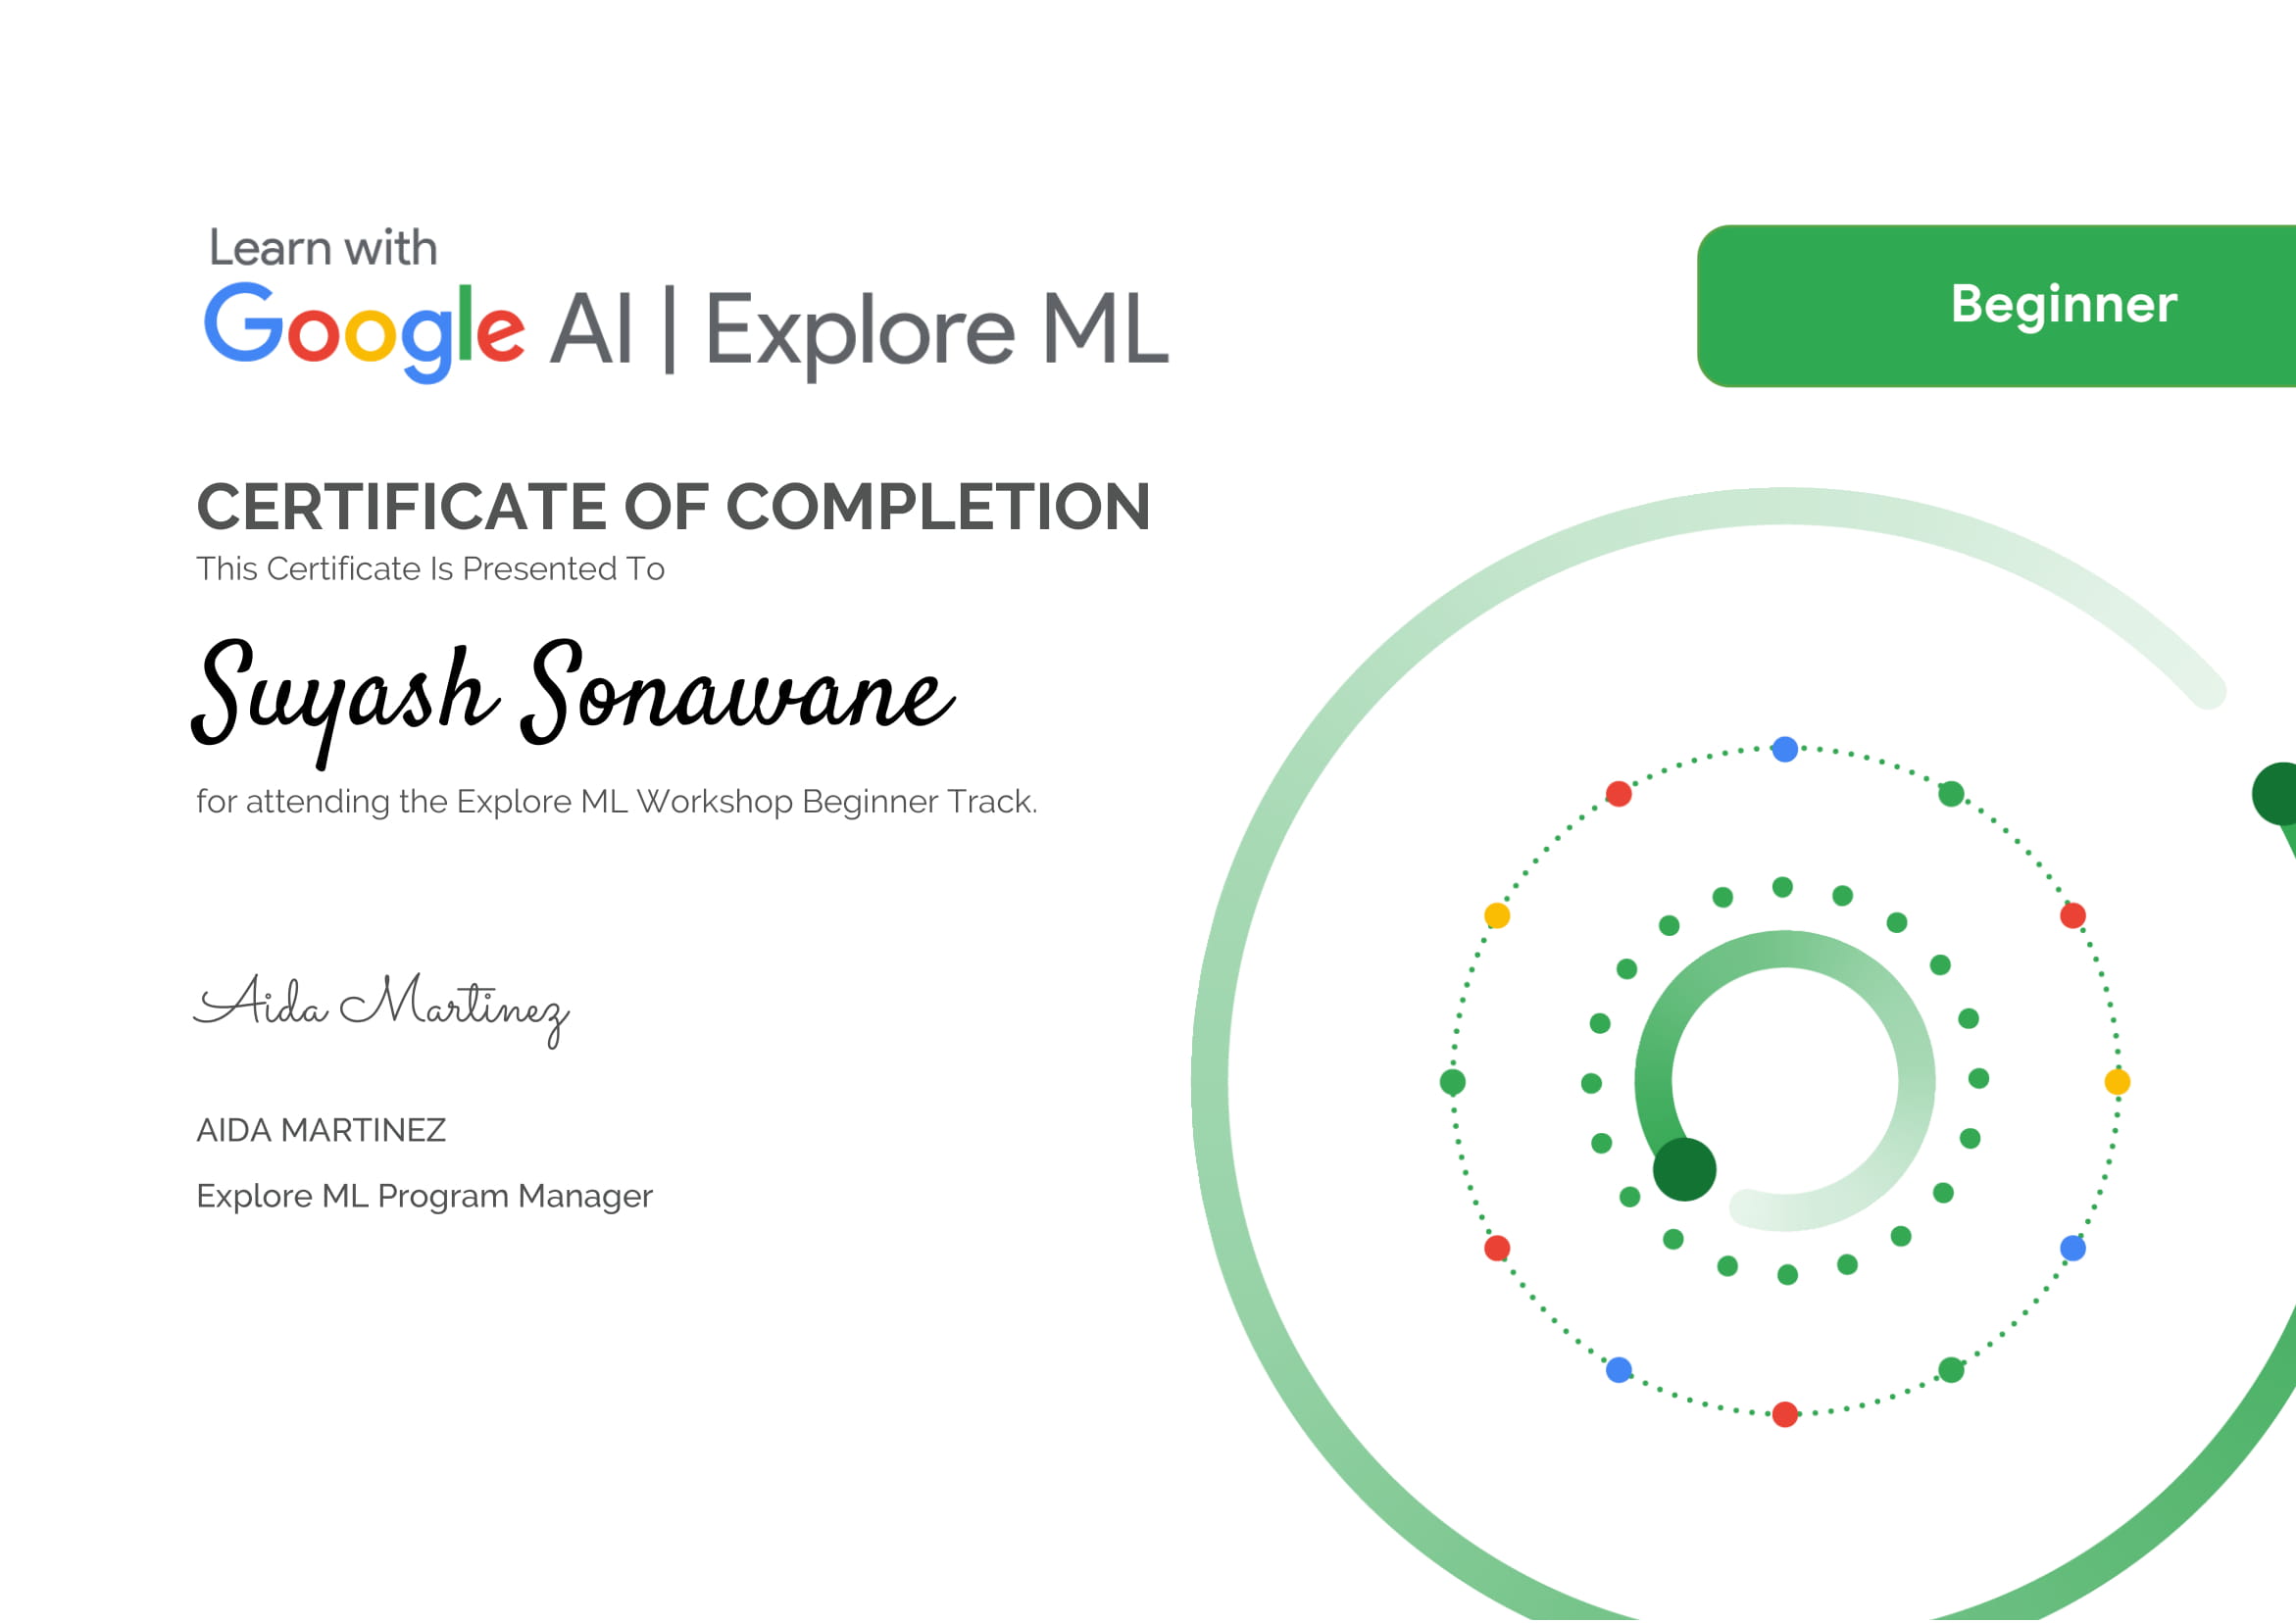 Learn with
Google AI | Explore ML
Beginner
CERTIFICATE OF COMPLETION
This Certificate Is Presented To
Suyash Sonawane
for attending the Explore ML Workshop Beginner Track.
Aida Martinez
AIDA MARTINEZ
Explore ML Program Manager